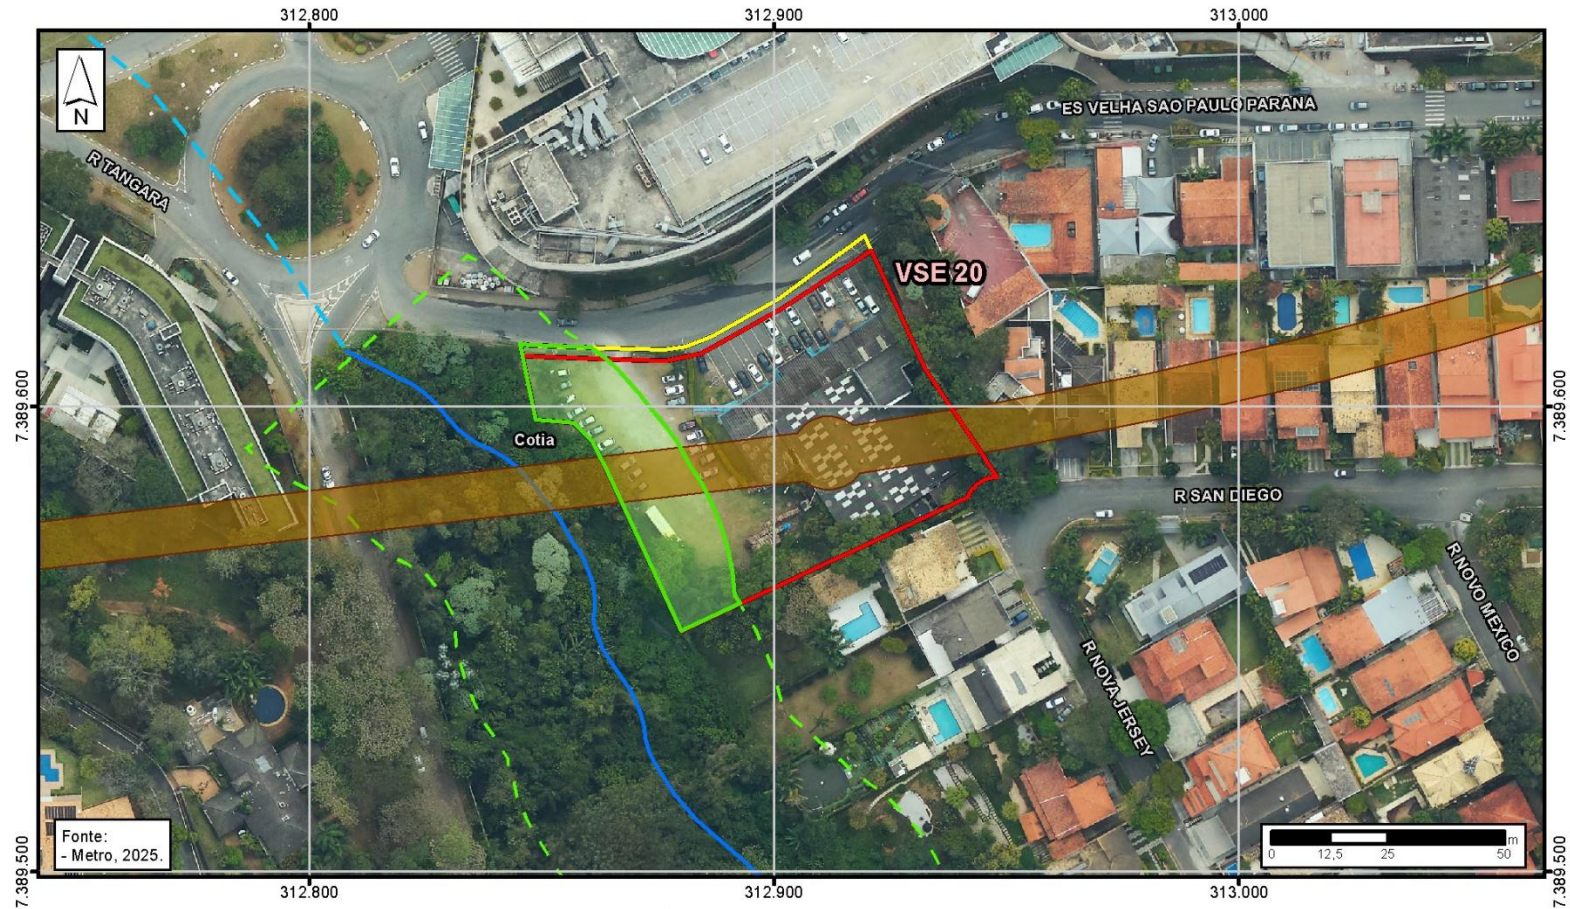 312.800
312.900
313.000
N
R TANGARA
ES VELHA SAO PAULO PARANA
VSE 20
7.389.600
7.389.600
Cotia
R SAN DIEGO
R NOVO MEXICO
R NOVA JERSEY
Fonte:
- Metro, 2025.
m
0 12,5 25 50
7.389.500
7.389.500
312.800
312.900
313.000